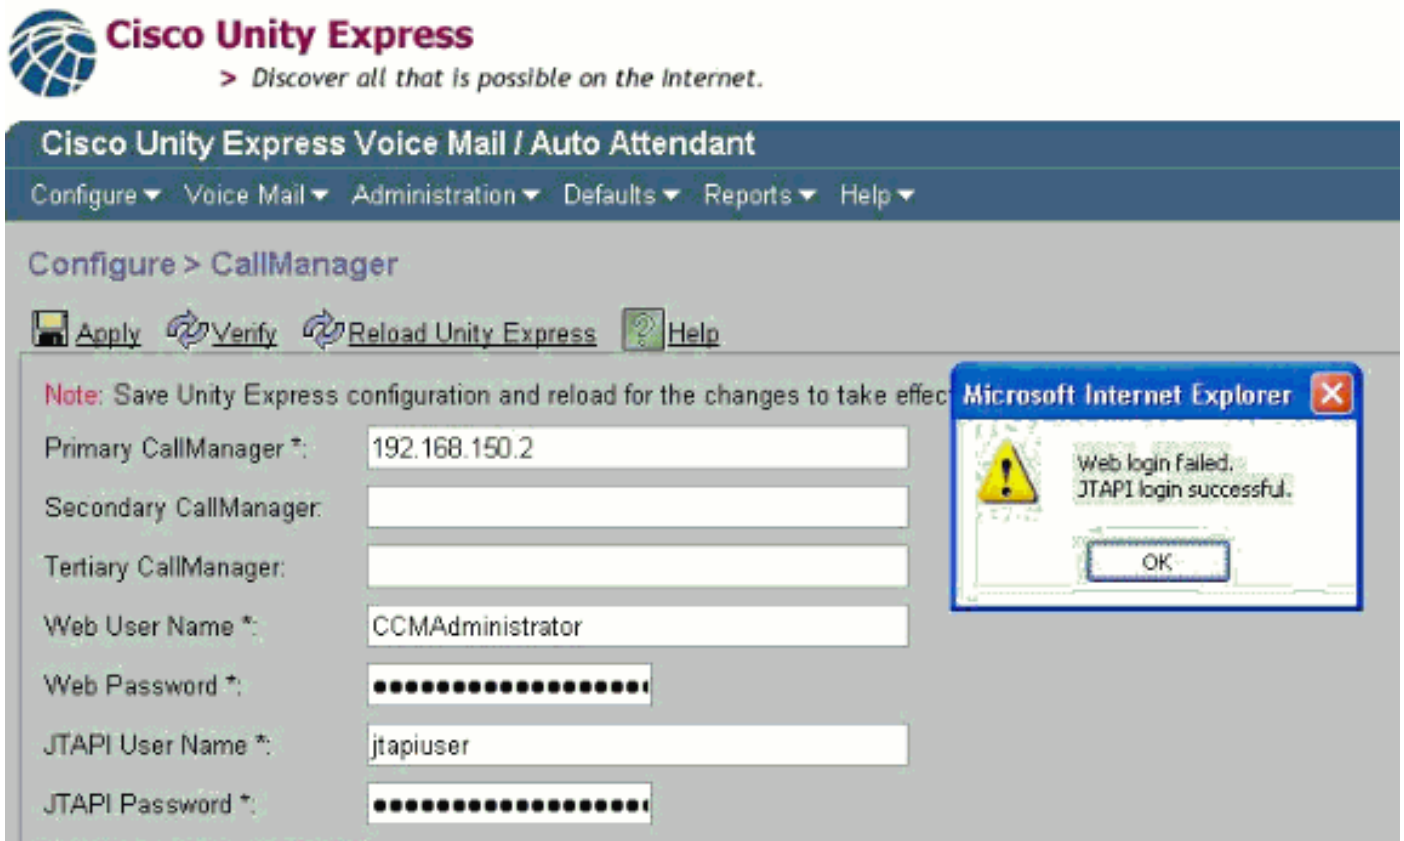 Cisco Unity Express
> Discover all that is possible on the Internet.
Cisco Unity Express Voice Mail / Auto Attendant
Configure Voice Mail Administration Defaults Reports Help
Configure > CallManager
Apply Verify Reload Unity Express ? Help
Note: Save Unity Express configuration and reload for the changes to take effec
Primary CallManager *: 192.168.150.2
Secondary CallManager:
Tertiary CallManager:
Web User Name *: CCMAdministrator
Web Password *: ••••••••••••••••••
JTAPI User Name *: jtapiuser
JTAPI Password *: ••••••••••••••••••
Microsoft Internet Explorer
Web login failed.
JTAPI login successful.
OK